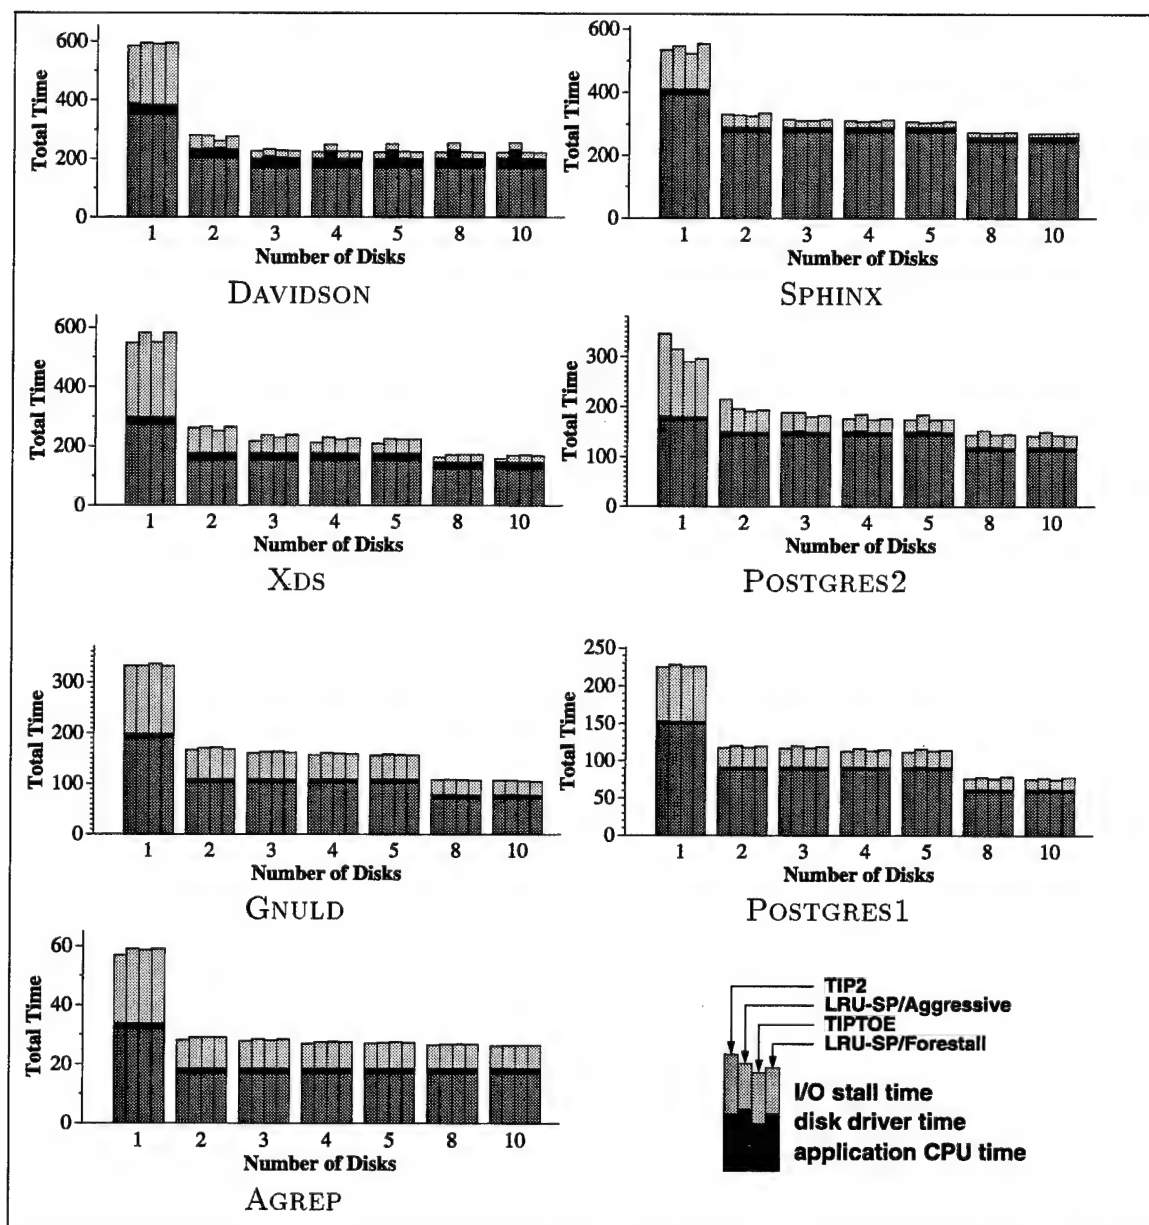 600
400
200
0
Total Time
1 2 3 4 5 8 10
Number of Disks
DAVIDSON
600
400
200
0
Total Time
1 2 3 4 5 8 10
Number of Disks
SPHINX
600
400
200
0
Total Time
1 2 3 4 5 8 10
Number of Disks
XDS
300
200
100
0
Total Time
1 2 3 4 5 8 10
Number of Disks
POSTGRES2
300
200
100
0
Total Time
1 2 3 4 5 8 10
Number of Disks
GNULD
250
200
150
100
50
0
Total Time
1 2 3 4 5 8 10
Number of Disks
POSTGRES1
60
40
20
0
Total Time
1 2 3 4 5 8 10
Number of Disks
AGREP
TIP2
LRU-SP/Aggressive
TIPTOE
LRU-SP/Forestall
I/O stall time
disk driver time
application CPU time